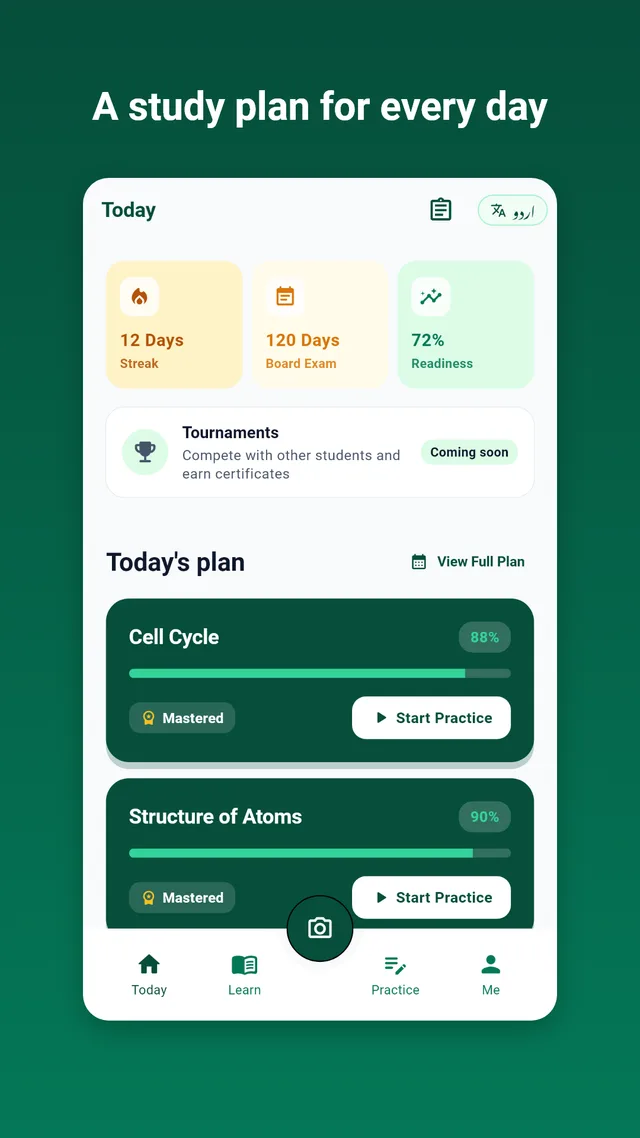 A study plan for every day
Today
اردو
12 Days
Streak
120 Days
Board Exam
72%
Readiness
Tournaments
Compete with other students and
earn certificates
Coming soon
Today's plan
View Full Plan
Cell Cycle
88%
Mastered
Start Practice
Structure of Atoms
90%
Mastered
Start Practice
Today
Learn
Practice
Me